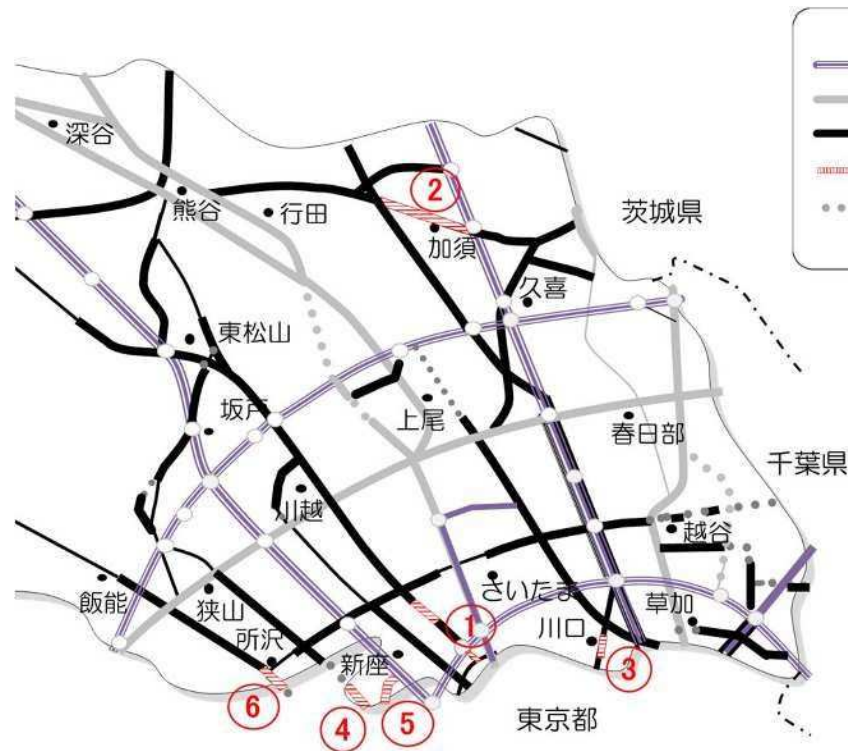 深谷
熊谷
行田
②
加須
茨城県
久喜
東松山
坂戸
上尾
春日部
千葉県
川越
越谷
さいたま
①
飯能
狭山
所沢
新座
川口
草加
③
⑥
④
⑤
東京都